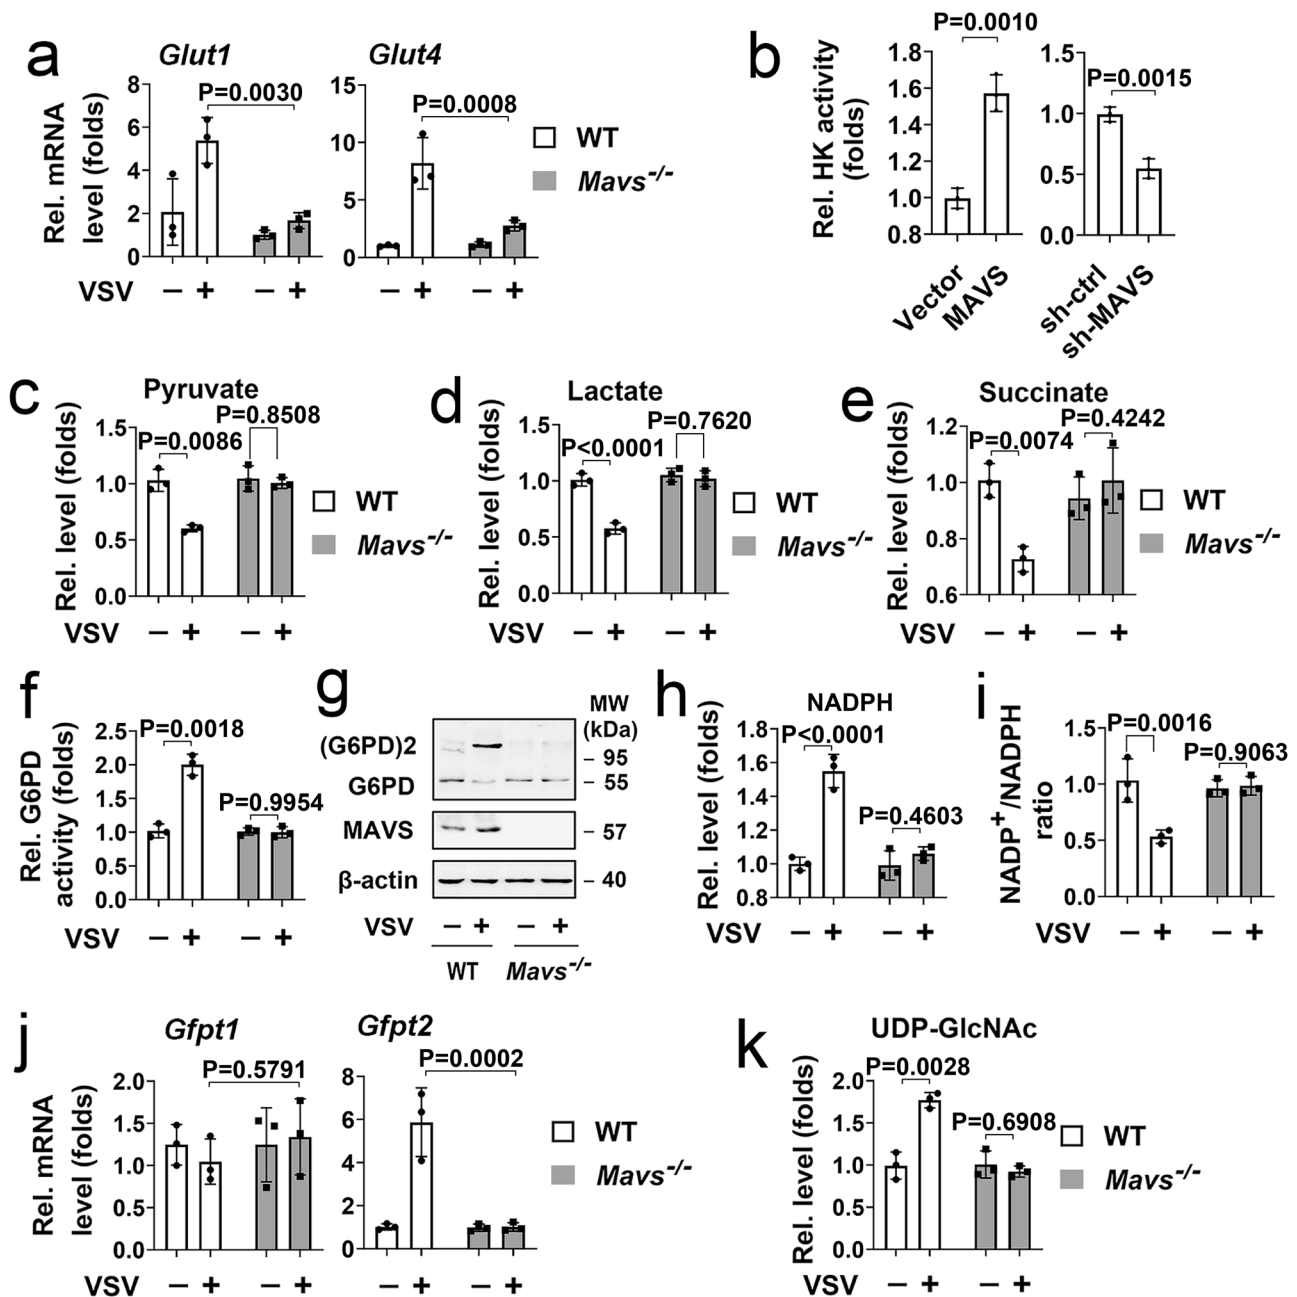 a
Glut1
Glut4
Rel. mRNA
level (folds)
8
6
4
2
0
P=0.0030
15
10
5
0
P=0.0008
WT
Mavs-/-
VSV − + − + − + − +
b
Rel. HK activity
(folds)
P=0.0010
1.8
1.6
1.4
1.2
1.0
0.8
Vector
MAVS
P=0.0015
1.5
1.0
0.5
0.0
sh-ctrl
sh-MAVS
c
Pyruvate
Rel. level (folds)
P=0.0086
P=0.8508
1.5
1.0
0.5
0.0
VSV − + − +
WT
Mavs-/-
d
Lactate
Rel. level (folds)
P<0.0001
P=0.7620
1.5
1.0
0.5
0.0
VSV − + − +
WT
Mavs-/-
e
Succinate
Rel. level (folds)
P=0.0074
P=0.4242
1.2
1.0
0.8
0.6
VSV − + − +
WT
Mavs-/-
f
Rel. G6PD
activity (folds)
P=0.0018
P=0.9954
2.5
2.0
1.5
1.0
0.5
0.0
VSV − + − +
g
MW
(kDa)
(G6PD)2
G6PD
MAVS
β-actin
− 95
− 55
− 57
− 40
VSV − + − +
WT Mavs-/-
h
NADPH
Rel. level (folds)
P<0.0001
P=0.4603
1.8
1.6
1.4
1.2
1.0
0.8
VSV − + − +
i
NADP+/NADPH
ratio
P=0.0016
P=0.9063
1.5
1.0
0.5
0.0
VSV − + − +
j
Gfpt1
Gfpt2
Rel. mRNA
level (folds)
P=0.5791
2.0
1.5
1.0
0.5
0.0
P=0.0002
8
6
4
2
0
VSV − + − + − + − +
WT
Mavs-/-
k
UDP-GlcNAc
Rel. level (folds)
P=0.0028
P=0.6908
2.0
1.5
1.0
0.5
0.0
VSV − + − +
WT
Mavs-/-